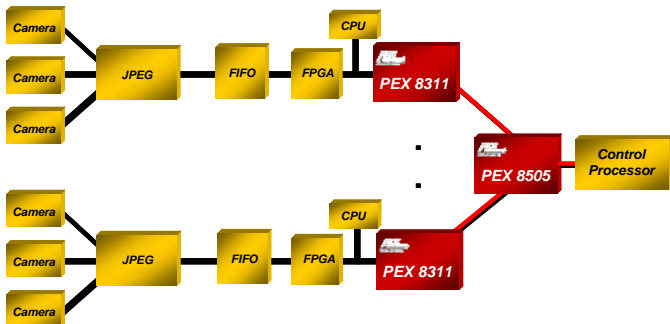 CPU
Camera
Camera
Camera
JPEG
FIFO
FPGA
PEX 8311
PEX 8505
Control
Processor
CPU
Camera
Camera
Camera
JPEG
FIFO
FPGA
PEX 8311